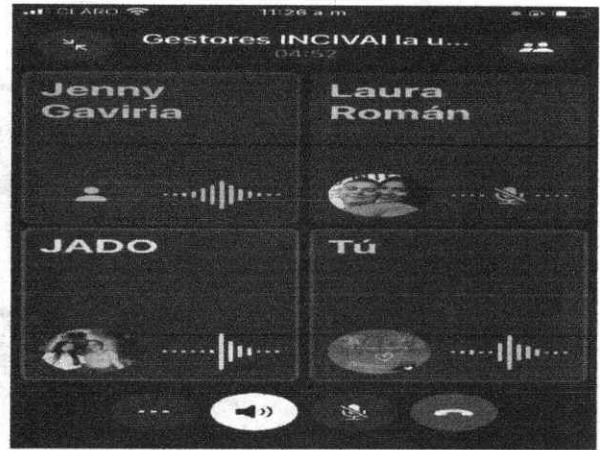 CLARO 11:26 a m
Gestores INCIVAI la u...
04:52
Jenny
Gaviria
Laura
Román
JADO
Tú